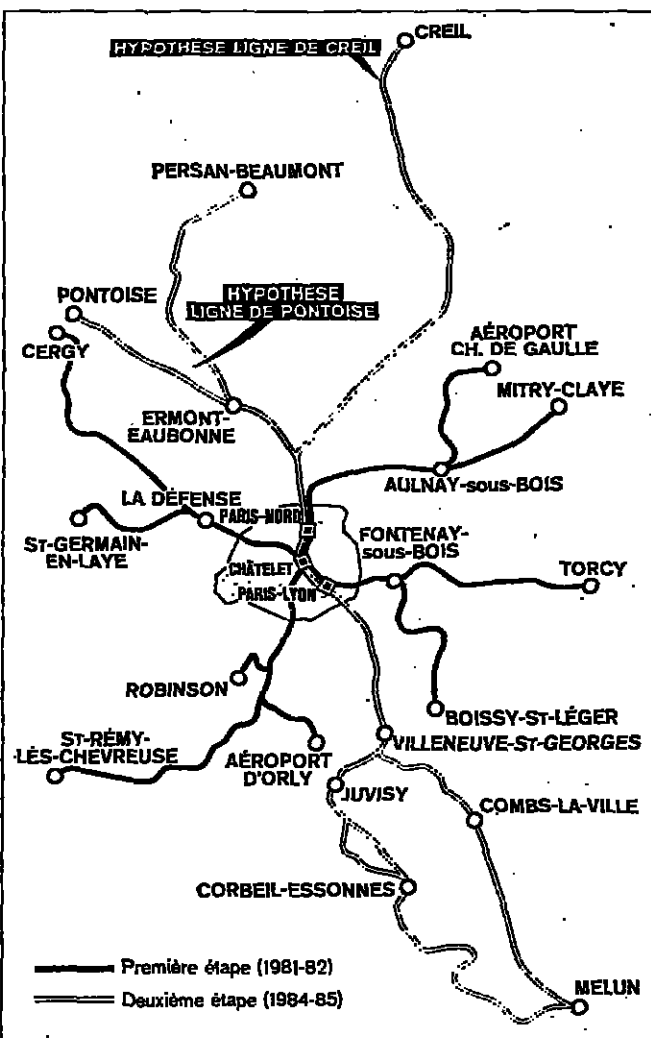 CREIL
HYPOTHÈSE LIGNE DE CREIL
PERSAN-BEAUMONT
PONTOISE
HYPOTHESE
LIGNE DE PONTOISE
CERGY
AÉROPORT
CH. DE GAULLE
MITRY-CLAYE
ERMONT-
EAUBONNE
AULNAY-sous-BOIS
LA DÉFENSE
PARIS-NORD
ST-GERMAIN-
EN-LAYE
FONTENAY-
sous-BOIS
CHÂTELET
TORCY
PARIS-LYON
ROBINSON
BOISSY-ST-LÉGER
ST-RÉMY-
LÈS-CHEVREUSE
AÉROPORT
D'ORLY
VILLENEUVE-ST-GEORGES
JUVISY
COMBS-LA-VILLE
CORBEIL-ESSONNES
Première étape (1981-82)
Deuxième étape (1984-85)
MELUN